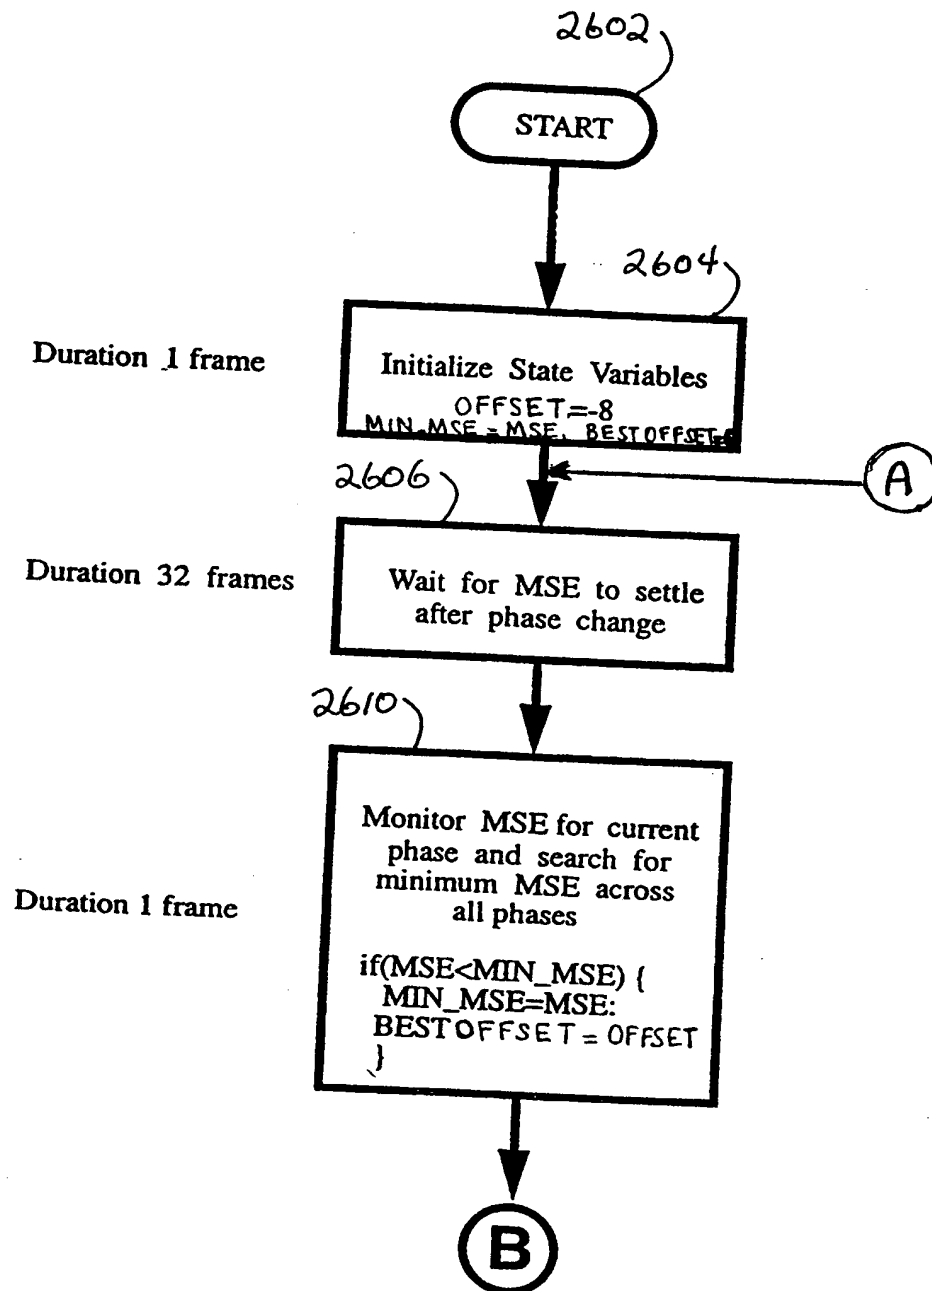 2602
START
2604
Duration 1 frame
Initialize State Variables
OFFSET=-8
MIN_MSE = MSE, BESTOFFSET=
A
2606
Duration 32 frames
Wait for MSE to settle
after phase change
2610
Monitor MSE for current
phase and search for
minimum MSE across
all phases
Duration 1 frame
if(MSE<MIN_MSE) {
MIN_MSE=MSE:
BESTOFFSET = OFFSET
}
B